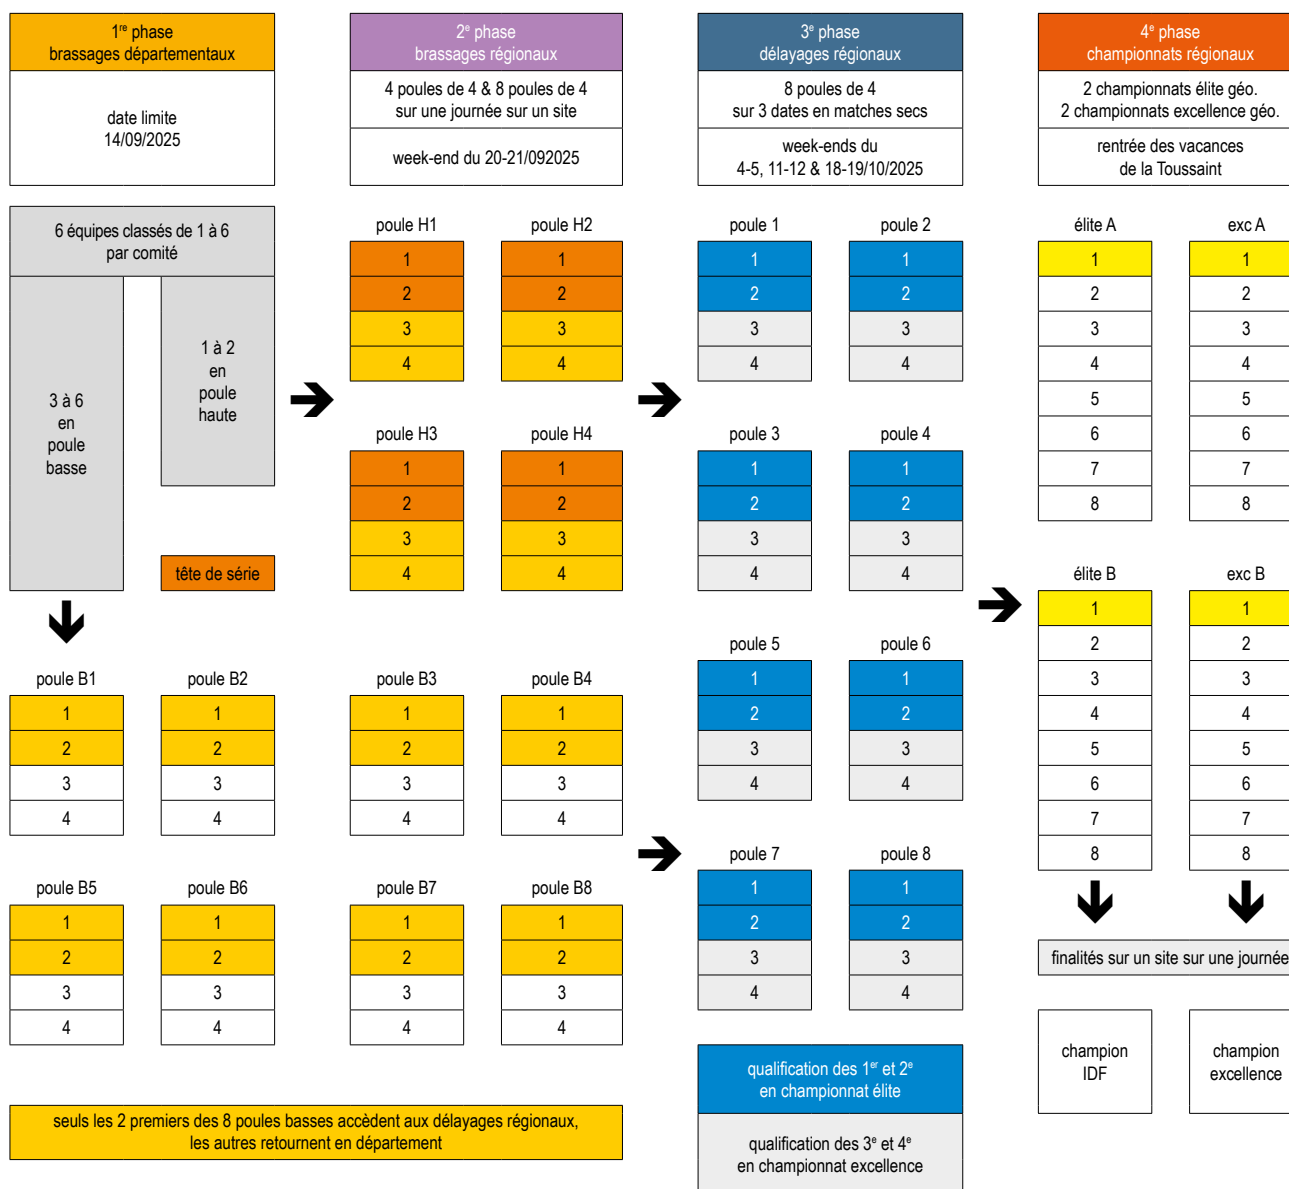 1re phase
brassages départementaux
date limite
14/09/2025
6 équipes classés de 1 à 6
par comité
3 à 6
en
poule
basse
1 à 2
en
poule
haute
tête de série
2e phase
brassages régionaux
4 poules de 4 & 8 poules de 4
sur une journée sur un site
week-end du 20-21/092025
poule H1 poule H2
1 1
2 2
3 3
4 4
poule H3 poule H4
1 1
2 2
3 3
4 4
poule B1 poule B2 poule B3 poule B4
1 1 1 1
2 2 2 2
3 3 3 3
4 4 4 4
poule B5 poule B6 poule B7 poule B8
1 1 1 1
2 2 2 2
3 3 3 3
4 4 4 4
seuls les 2 premiers des 8 poules basses accèdent aux délayages régionaux,
les autres retournent en département
3e phase
délayages régionaux
8 poules de 4
sur 3 dates en matches secs
week-ends du
4-5, 11-12 & 18-19/10/2025
poule 1 poule 2
1 1
2 2
3 3
4 4
poule 3 poule 4
1 1
2 2
3 3
4 4
poule 5 poule 6
1 1
2 2
3 3
4 4
poule 7 poule 8
1 1
2 2
3 3
4 4
qualification des 1er et 2e
en championnat élite
qualification des 3e et 4e
en championnat excellence
4e phase
championnats régionaux
2 championnats élite géo.
2 championnats excellence géo.
rentrée des vacances
de la Toussaint
élite A exc A
1 1
2 2
3 3
4 4
5 5
6 6
7 7
8 8
élite B exc B
1 1
2 2
3 3
4 4
5 5
6 6
7 7
8 8
finalités sur un site sur une journée
champion
IDF
champion
excellence